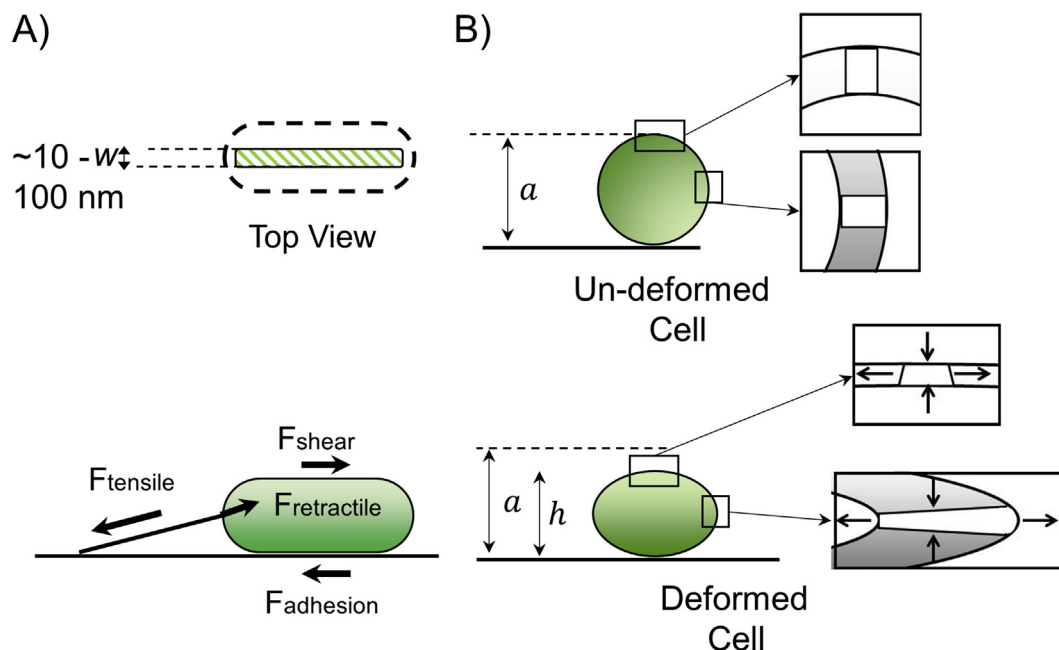 A)
~10 - w
100 nm
Top View
Fshear
Ftensile
Fretractile
Fadhesion
B)
a
Un-deformed
Cell
a
h
Deformed
Cell